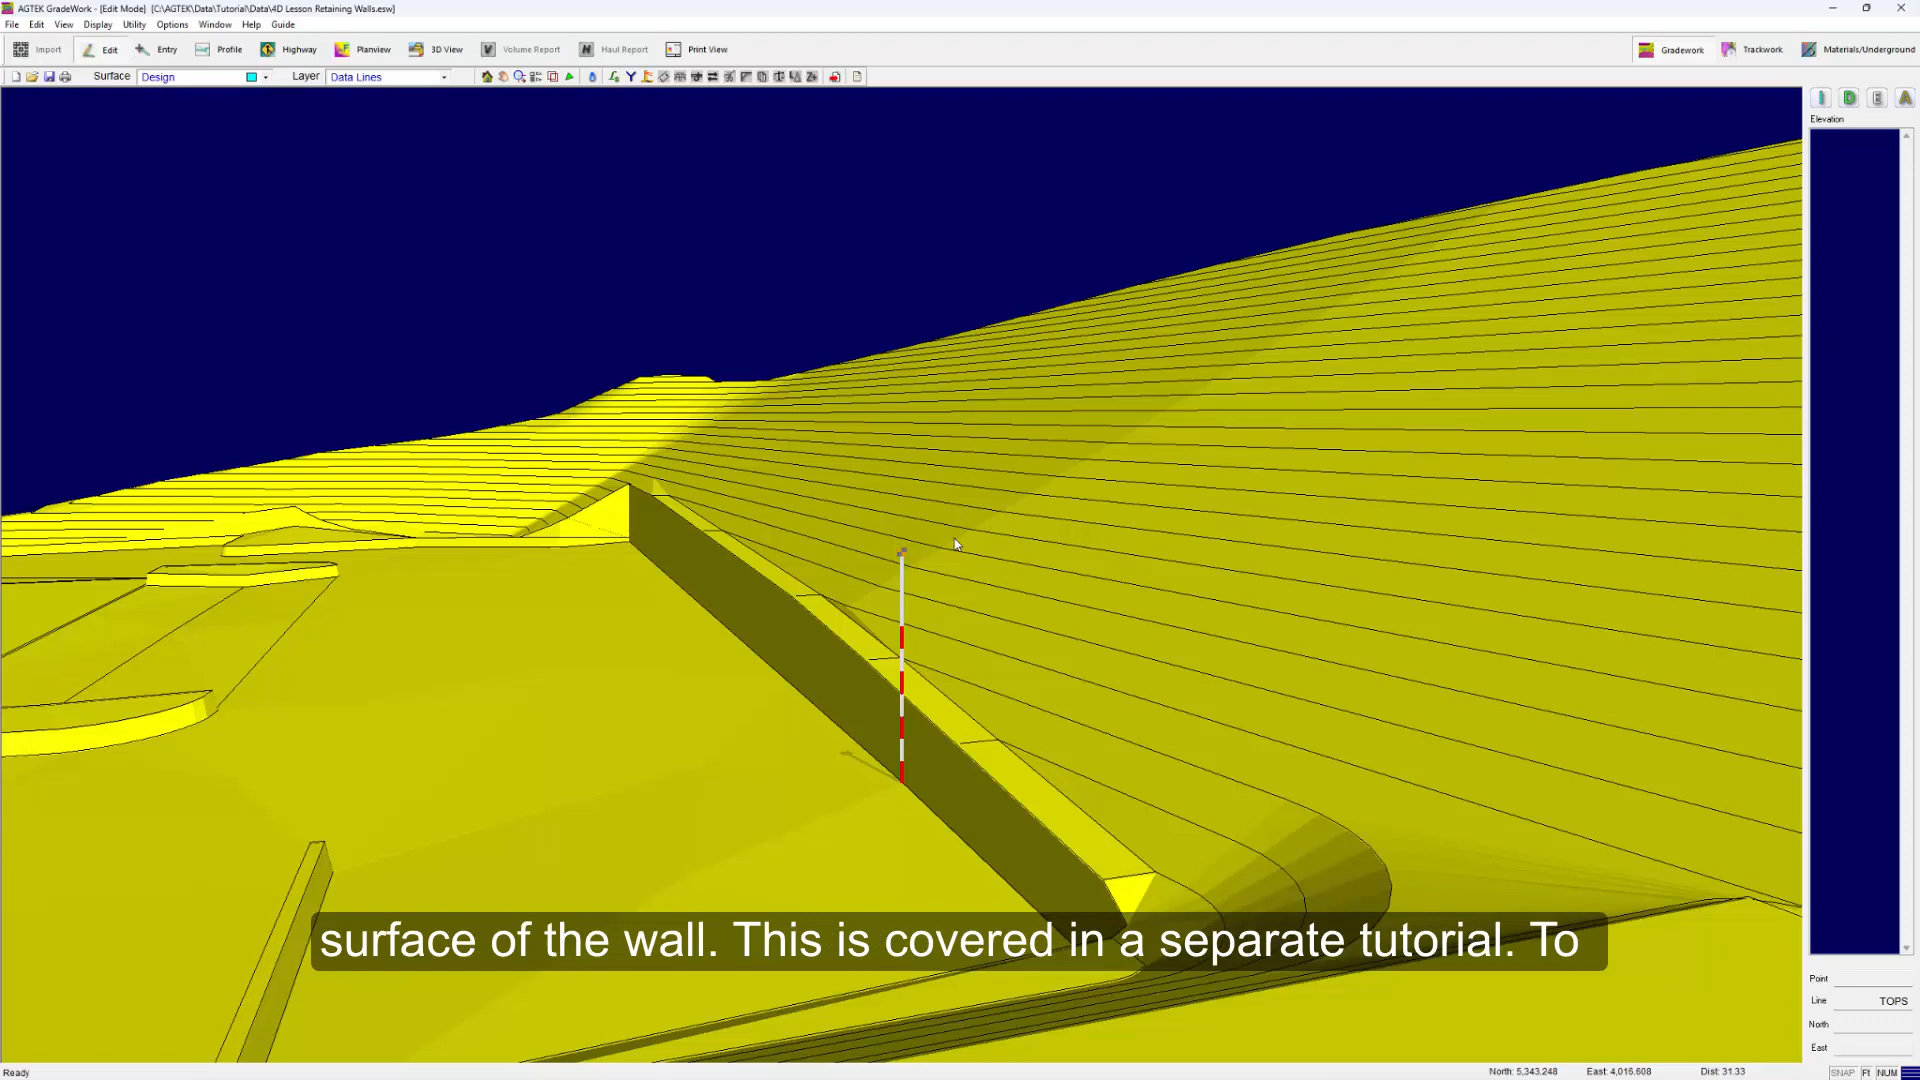 AGTEK GradeWork - [Edit Mode] [C:\AGTEK\Data\Tutorial\Data\4D Lesson Retaining Walls.esw]
File Edit View Display Utility Options Window Help Guide
Import Edit Entry Profile Highway Planview 3D View Volume Report Haul Report Print View Gradework Trackwork Materials/Underground
Surface Design Layer Data Lines
I D E A
Elevation
surface of the wall. This is covered in a separate tutorial. To
Point
Line TOPS
North
East
Ready North: 5,343.248 East: 4,016.608 Dist: 31.33 SNAP Ft NUM